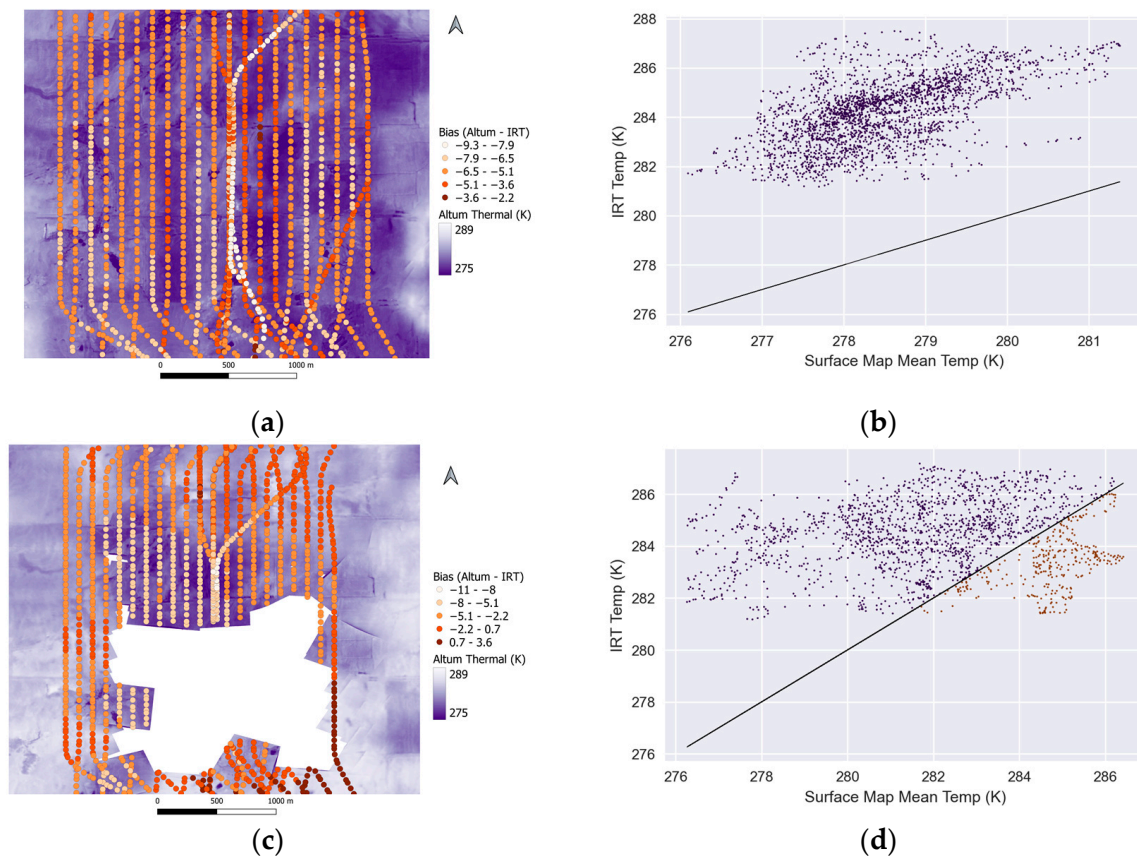 Bias (Altum - IRT)
−9.3 - −7.9
−7.9 - −6.5
−6.5 - −5.1
−5.1 - −3.6
−3.6 - −2.2
Altum Thermal (K)
289
275
0 500 1000 m
(a)
288
286
284
282
280
278
276
IRT Temp (K)
276 277 278 279 280 281
Surface Map Mean Temp (K)
(b)
Bias (Altum - IRT)
−11 - −8
−8 - −5.1
−5.1 - −2.2
−2.2 - 0.7
0.7 - 3.6
Altum Thermal (K)
289
275
0 500 1000 m
(c)
286
284
282
280
278
276
IRT Temp (K)
276 278 280 282 284 286
Surface Map Mean Temp (K)
(d)